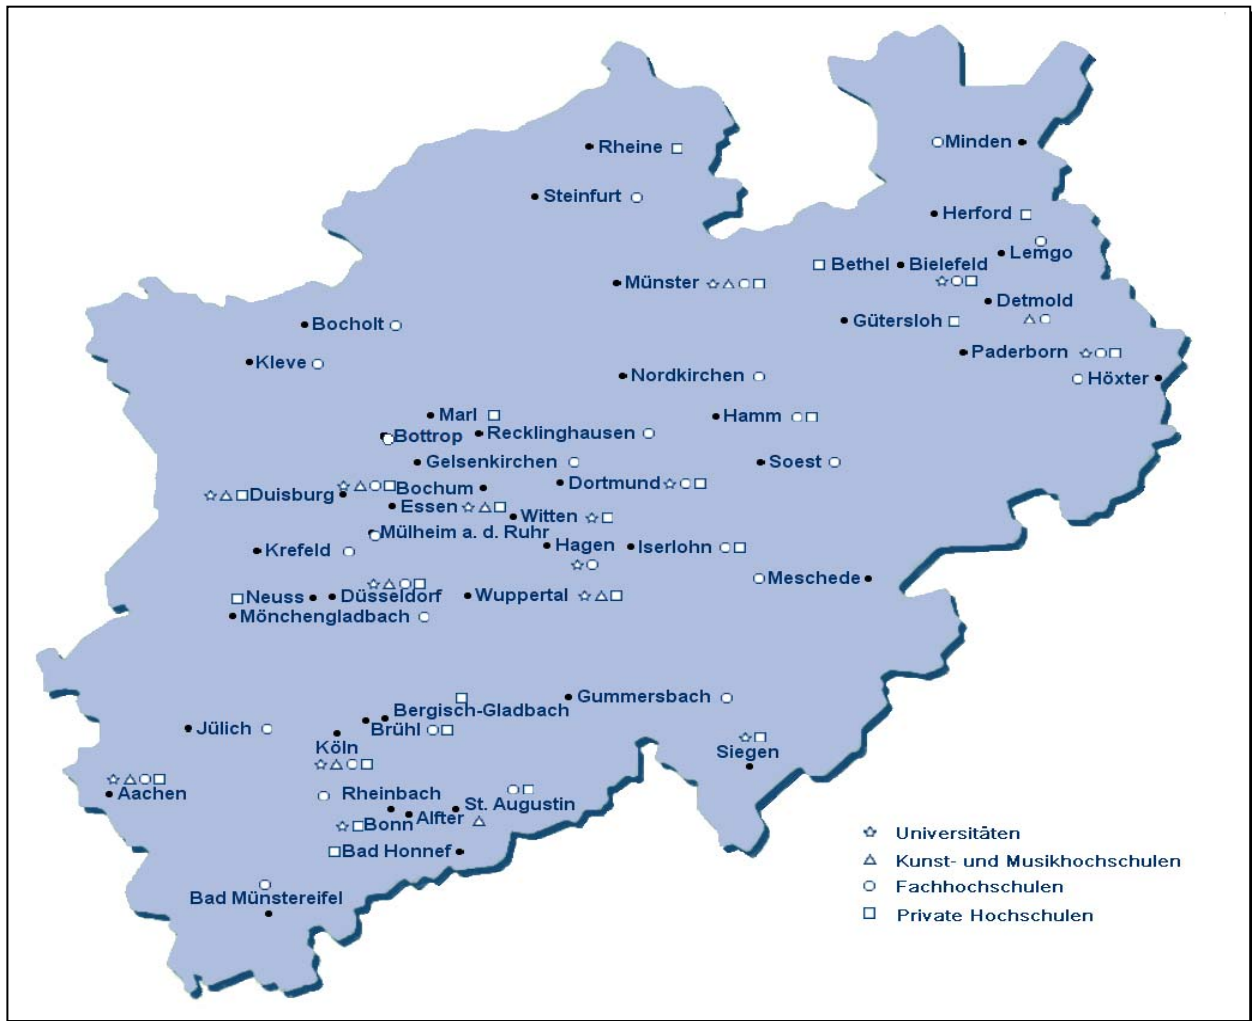 Rheine
Minden
Steinfurt
Herford
Lemgo
Bethel
Bielefeld
Münster
Detmold
Bocholt
Gütersloh
Paderborn
Kleve
Nordkirchen
Höxter
Marl
Hamm
Bottrop
Recklinghausen
Gelsenkirchen
Soest
Duisburg
Bochum
Dortmund
Essen
Witten
Mülheim a. d. Ruhr
Krefeld
Hagen
Iserlohn
Meschede
Neuss
Düsseldorf
Wuppertal
Mönchengladbach
Gummersbach
Bergisch-Gladbach
Jülich
Brühl
Köln
Siegen
Aachen
Rheinbach
St. Augustin
Bonn
Alfter
Bad Honnef
Bad Münstereifel
Universitäten
Kunst- und Musikhochschulen
Fachhochschulen
Private Hochschulen